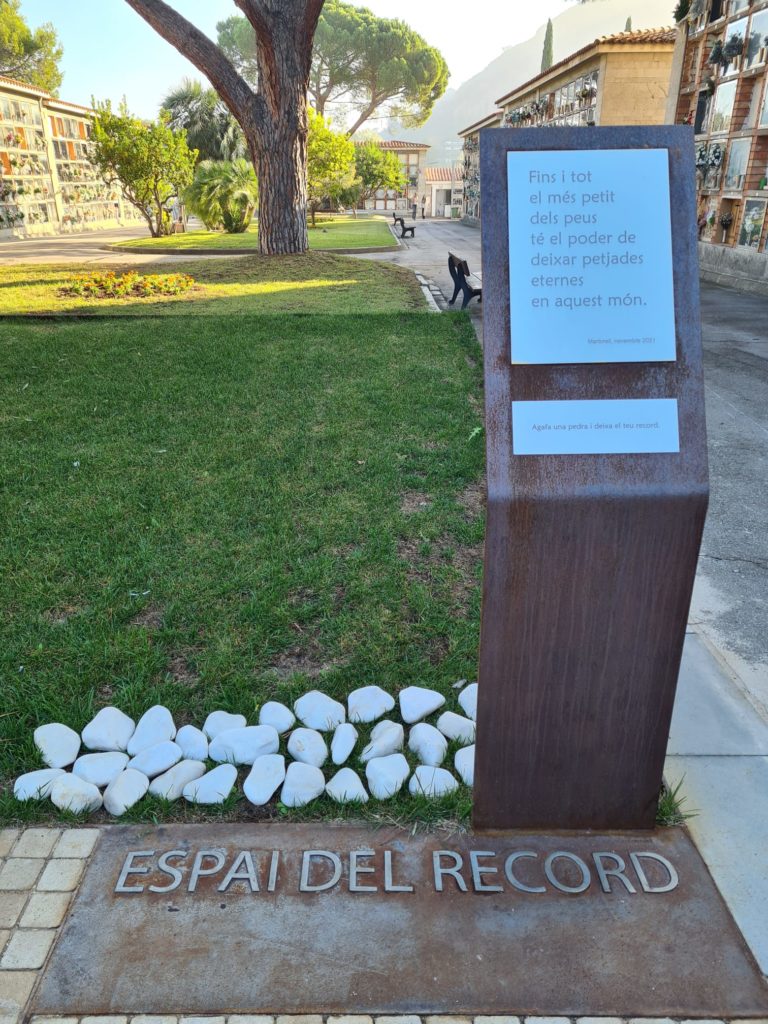 Fins i tot
el més petit
dels peus
té el poder de
deixar petjades
eternes
en aquest món.
Martorell, novembre 2021
Agafa una pedra i deixa el teu record.
ESPAI DEL RECORD